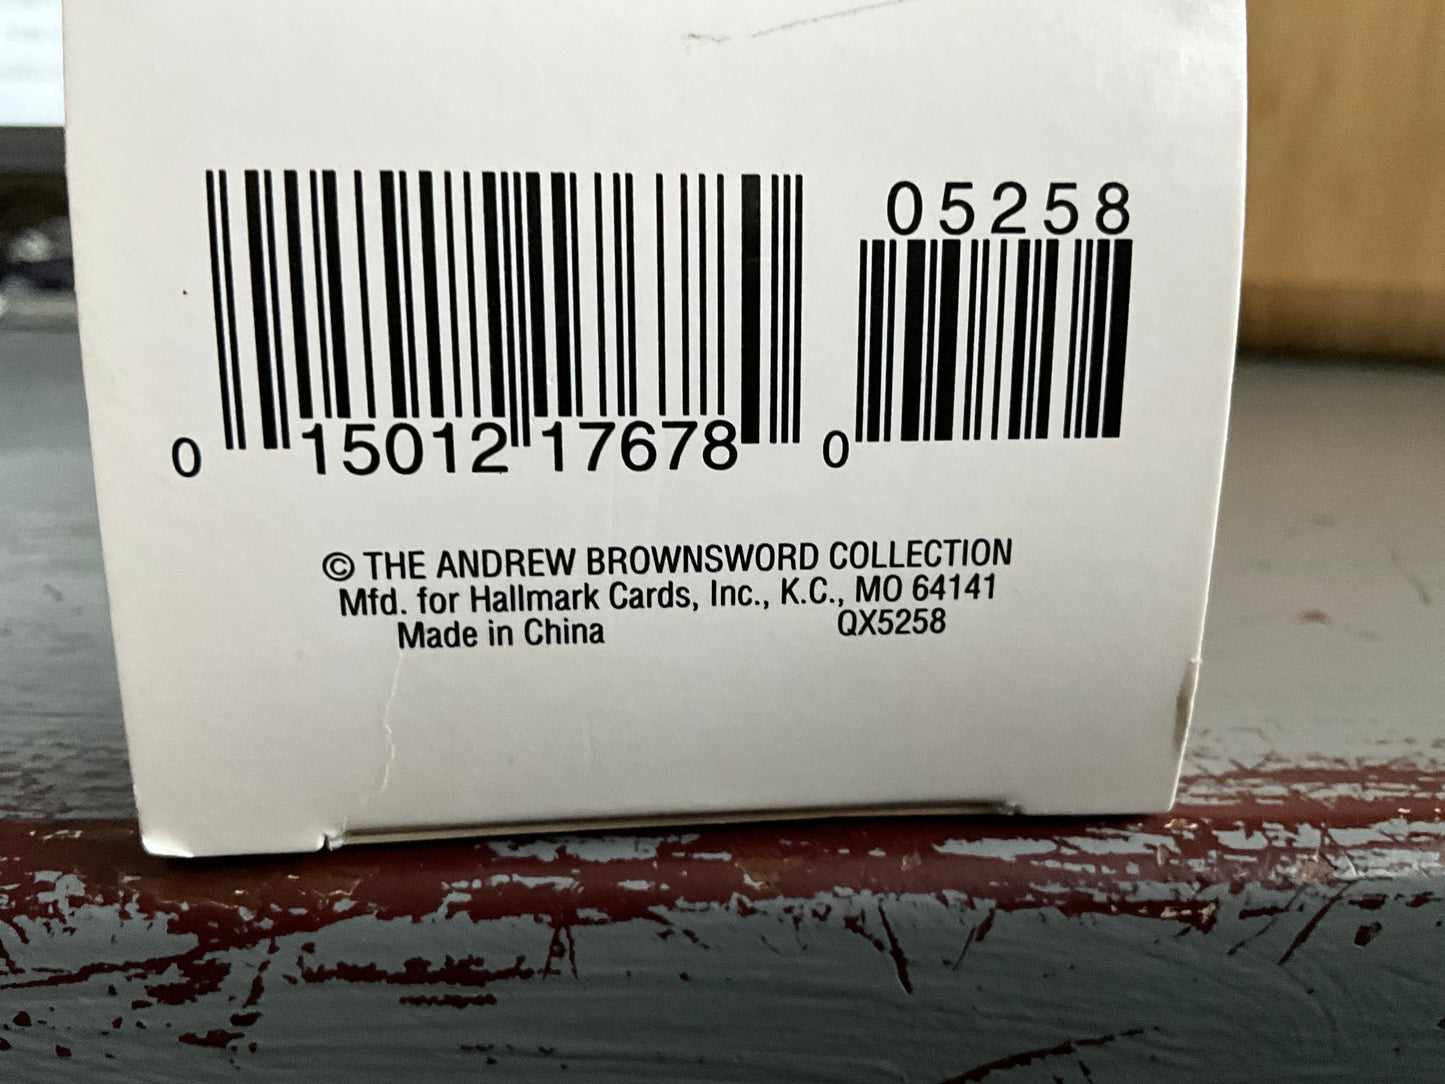 05258
0 15012 17678 0
© THE ANDREW BROWNSWORD COLLECTION
Mfd. for Hallmark Cards, Inc., K.C., MO 64141
Made in China QX5258